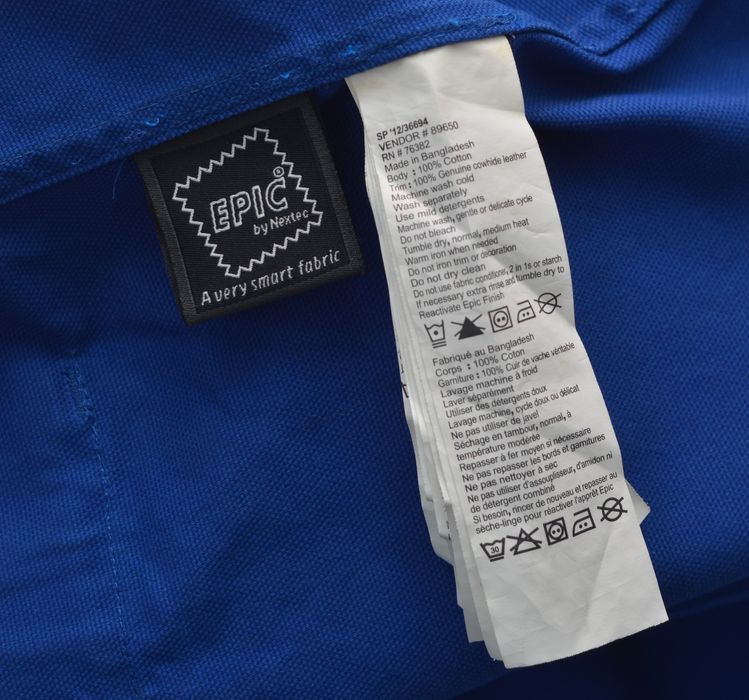 EPIC®
by Nextec
A very smart fabric
SP '12/36694
VENDOR # 89650
RN # 76382
Made in Bangladesh
Body : 100% Cotton
Trim : 100% Genuine cowhide leather
Machine wash cold
Wash separately
Use mild detergents
Machine wash, gentle or delicate cycle
Do not bleach
Tumble dry, normal, medium heat
Warm iron when needed
Do not iron trim or decoration
Do not dry clean
Do not use fabric conditions, 2 in 1s or starch
If necessary extra rinse and tumble dry to
Reactivate Epic Finish
Fabriqué au Bangladesh
Corps : 100% Coton
Garniture : 100% Cuir de vache véritable
Lavage machine à froid
Laver séparément
Utiliser des détergents doux
Lavage machine, cycle doux ou délicat
Ne pas utiliser de javel
Séchage en tambour, normal, à
température modérée
Repasser à fer moyen si nécessaire
Ne pas repasser les bords et garnitures
Ne pas nettoyer à sec
Ne pas utiliser d'assouplisseur, d'amidon ni
de détergent combiné
Si besoin, rincer de nouveau et repasser au
sèche-linge pour réactiver l'apprêt Epic
30